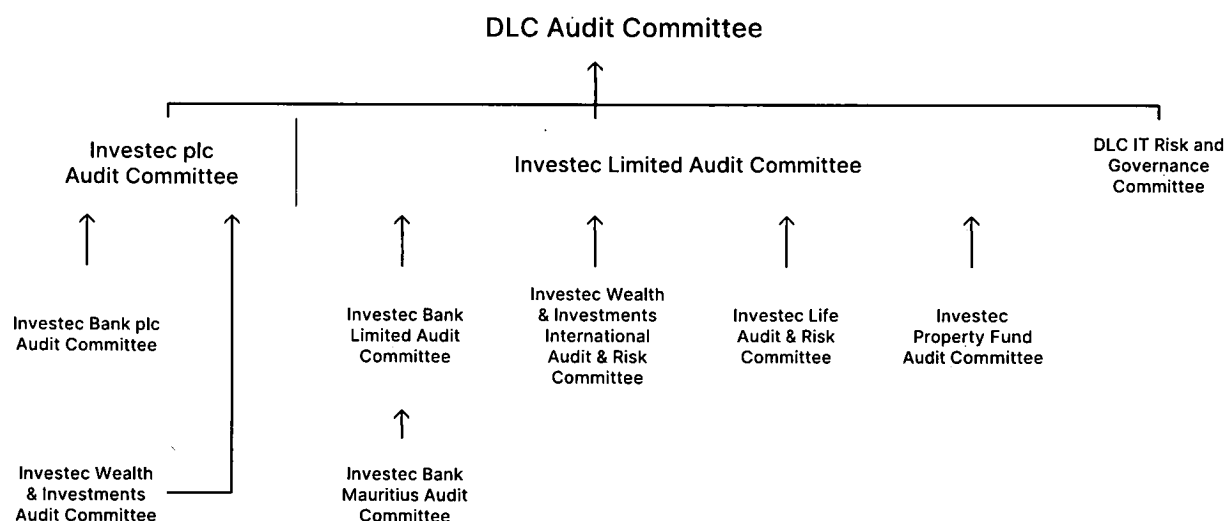 DLC Audit Committee
Investec plc
Audit Committee
Investec Limited Audit Committee
DLC IT Risk and
Governance
Committee
Investec Bank plc
Audit Committee
Investec Bank
Limited Audit
Committee
Investec Wealth
& Investments
International
Audit & Risk
Committee
Investec Life
Audit & Risk
Committee
Investec
Property Fund
Audit Committee
Investec Wealth
& Investments
Audit Committee
Investec Bank
Mauritius Audit
Committee